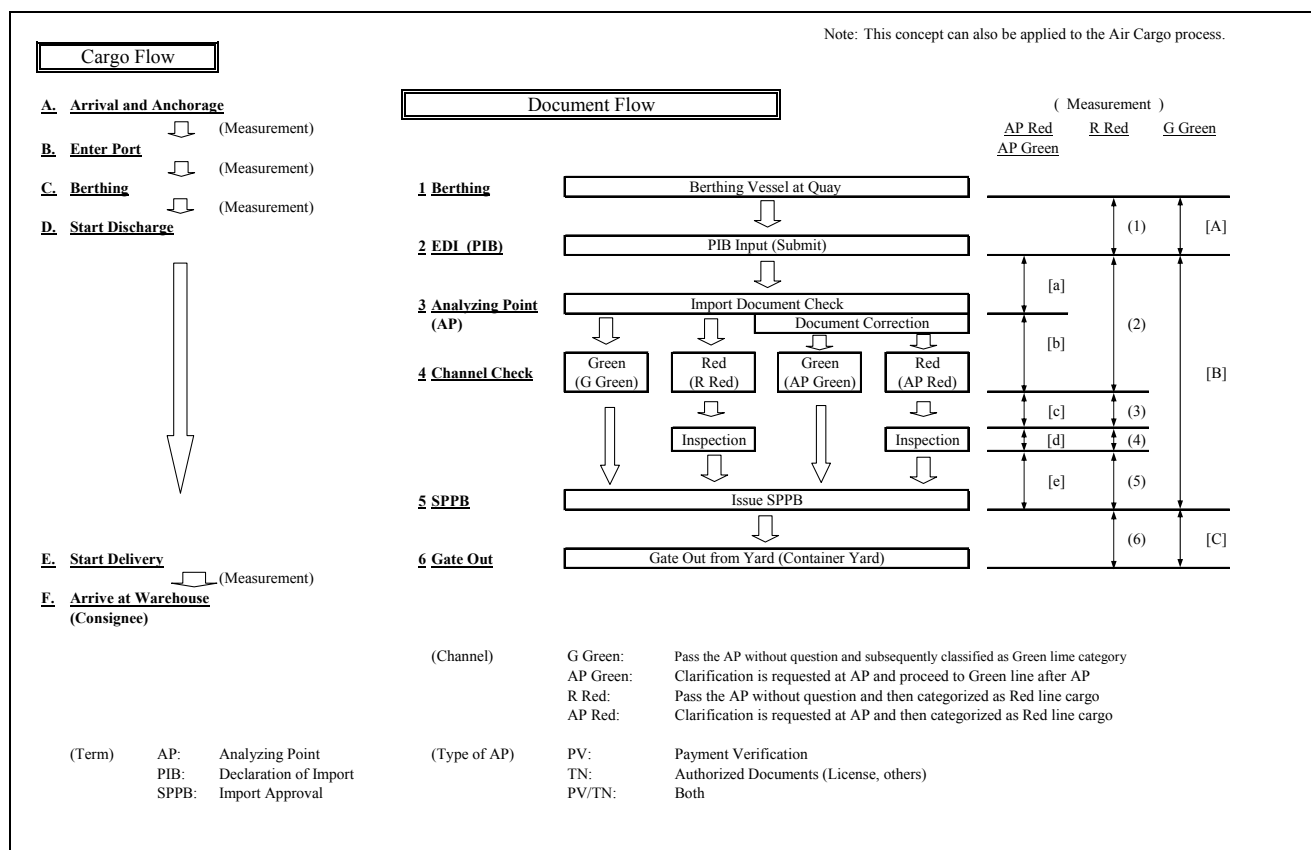 Note: This concept can also be applied to the Air Cargo process.
Cargo Flow
A. Arrival and Anchorage
(Measurement)
B. Enter Port
(Measurement)
C. Berthing
(Measurement)
D. Start Discharge
E. Start Delivery
(Measurement)
F. Arrive at Warehouse
(Consignee)
Document Flow
1 Berthing
Berthing Vessel at Quay
2 EDI (PIB)
PIB Input (Submit)
3 Analyzing Point
(AP)
Import Document Check
Document Correction
4 Channel Check
Green
(G Green)
Red
(R Red)
Green
(AP Green)
Red
(AP Red)
Inspection
Inspection
5 SPPB
Issue SPPB
6 Gate Out
Gate Out from Yard (Container Yard)
( Measurement )
AP Red
AP Green
R Red
G Green
[a]
[b]
[c]
[d]
[e]
(1)
(2)
(3)
(4)
(5)
(6)
[A]
[B]
[C]
(Channel) G Green: Pass the AP without question and subsequently classified as Green lime category
AP Green: Clarification is requested at AP and proceed to Green line after AP
R Red: Pass the AP without question and then categorized as Red line cargo
AP Red: Clarification is requested at AP and then categorized as Red line cargo
(Term) AP: Analyzing Point
PIB: Declaration of Import
SPPB: Import Approval
(Type of AP) PV: Payment Verification
TN: Authorized Documents (License, others)
PV/TN: Both